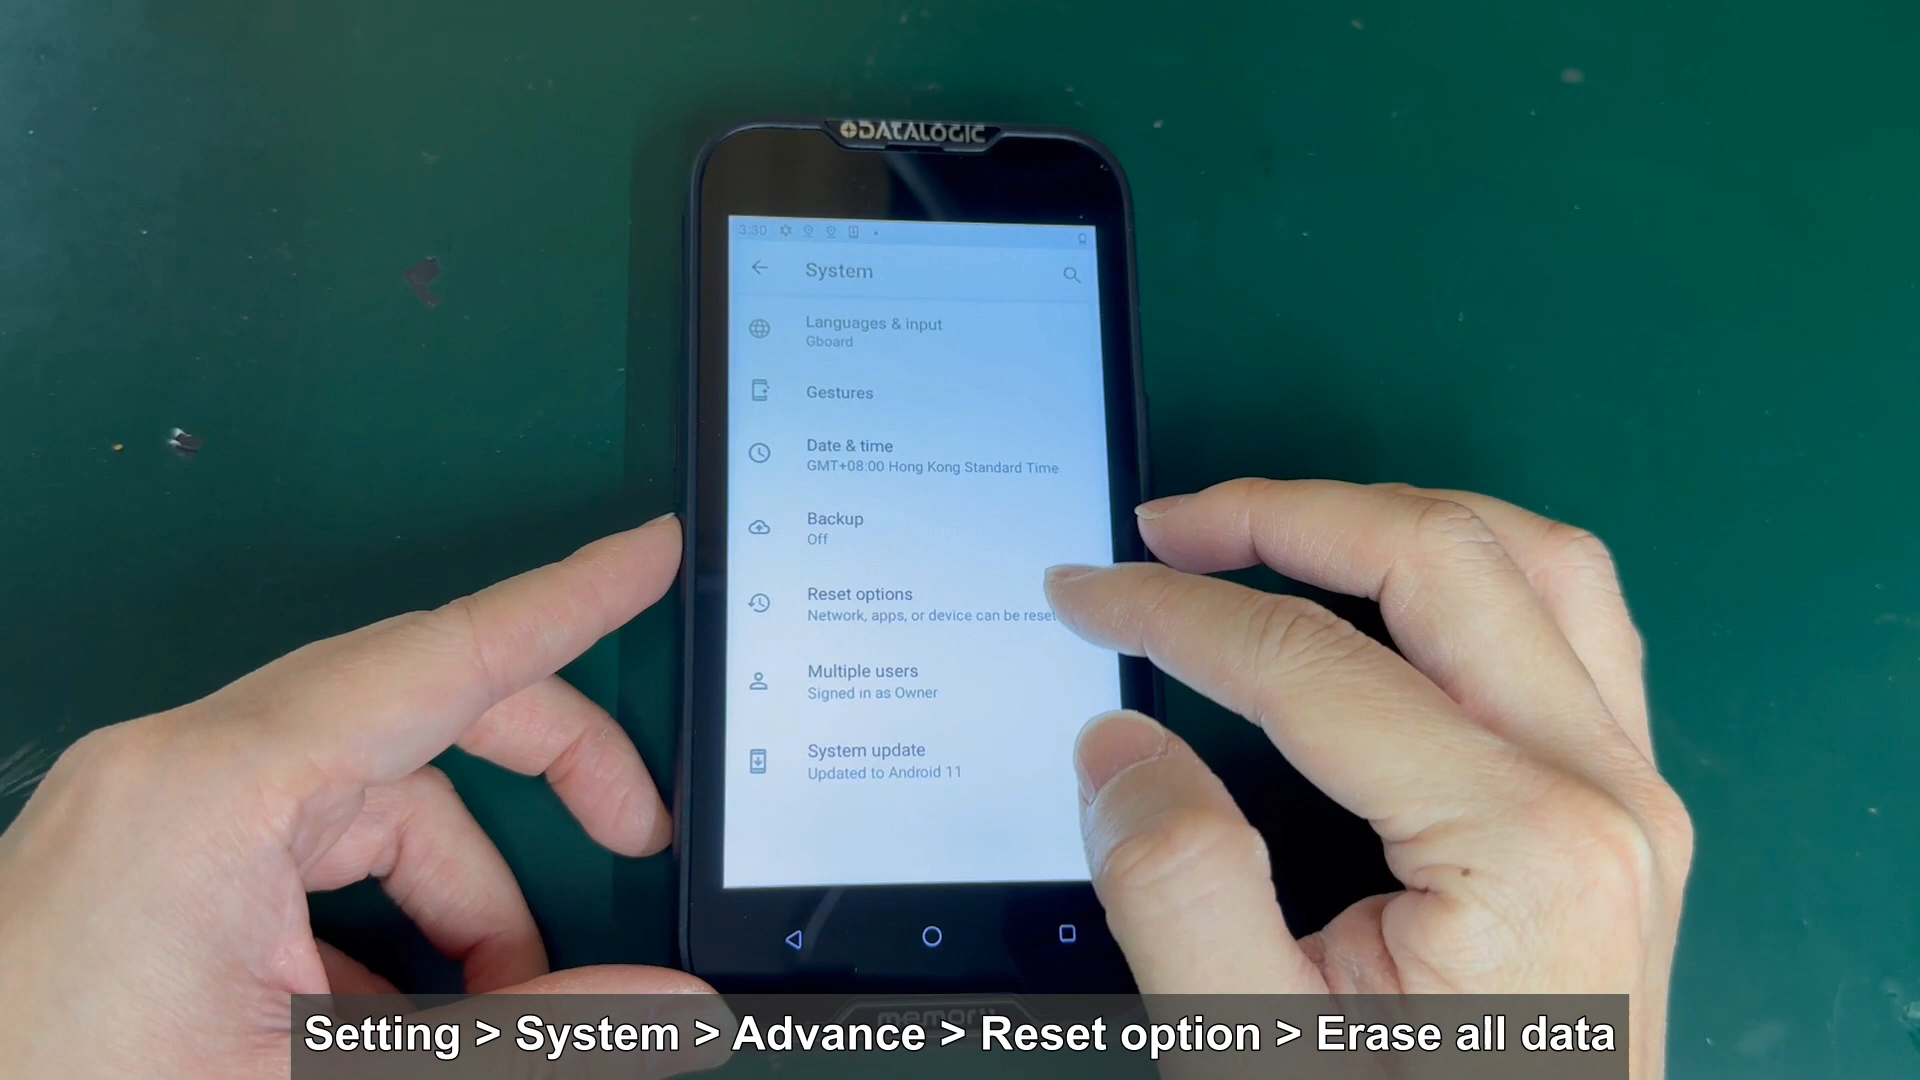 DATALOGIC
3:30
System
Languages & input
Gboard
Gestures
Date & time
GMT+08:00 Hong Kong Standard Time
Backup
Off
Reset options
Network, apps, or device can be reset
Multiple users
Signed in as Owner
System update
Updated to Android 11
Setting > System > Advance > Reset option > Erase all data